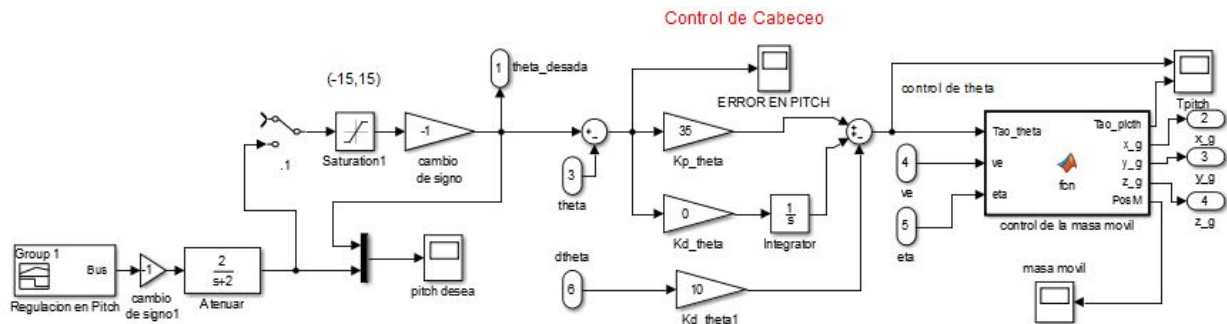 Control de Cabeceo
(-15,15)
1
theta_desada
ERROR EN PITCH
control de theta
Tpitch
.1
Saturation1
-1
cambio
de signo
+
-
3
theta
35
Kp_theta
+
+
-
4
ve
5
eta
Tao_theta
ve
eta
fcn
Tao_picth
x_g
y_g
z_g
PosM
control de la masa movil
2
x_g
3
y_g
4
z_g
0
Kd_theta
1
s
Integrator
Group 1
Bus
Regulacion en Pitch
-1
cambio
de signo1
2
s+2
Atenuar
pitch desea
dtheta
6
10
Kd_theta1
masa movil